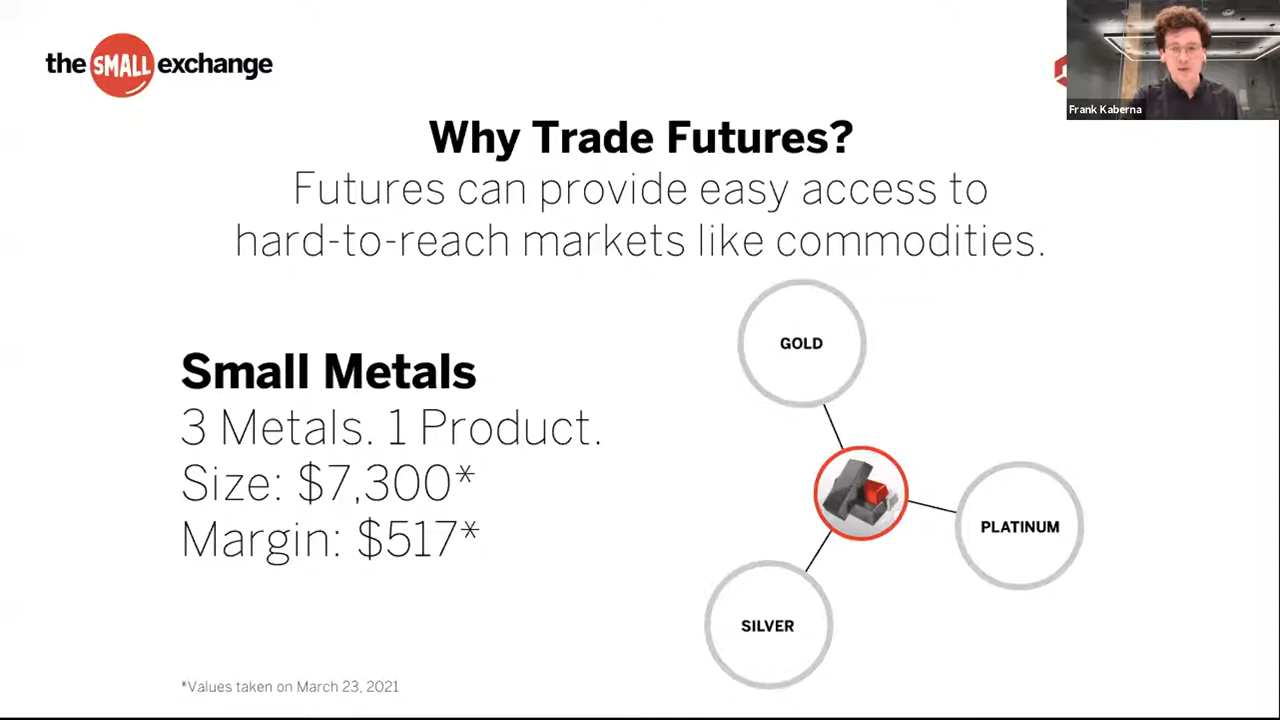 the SMALL exchange
Frank Kaberna
Why Trade Futures?
Futures can provide easy access to
hard-to-reach markets like commodities.
GOLD
Small Metals
3 Metals. 1 Product.
Size: $7,300*
Margin: $517*
PLATINUM
SILVER
*Values taken on March 23, 2021